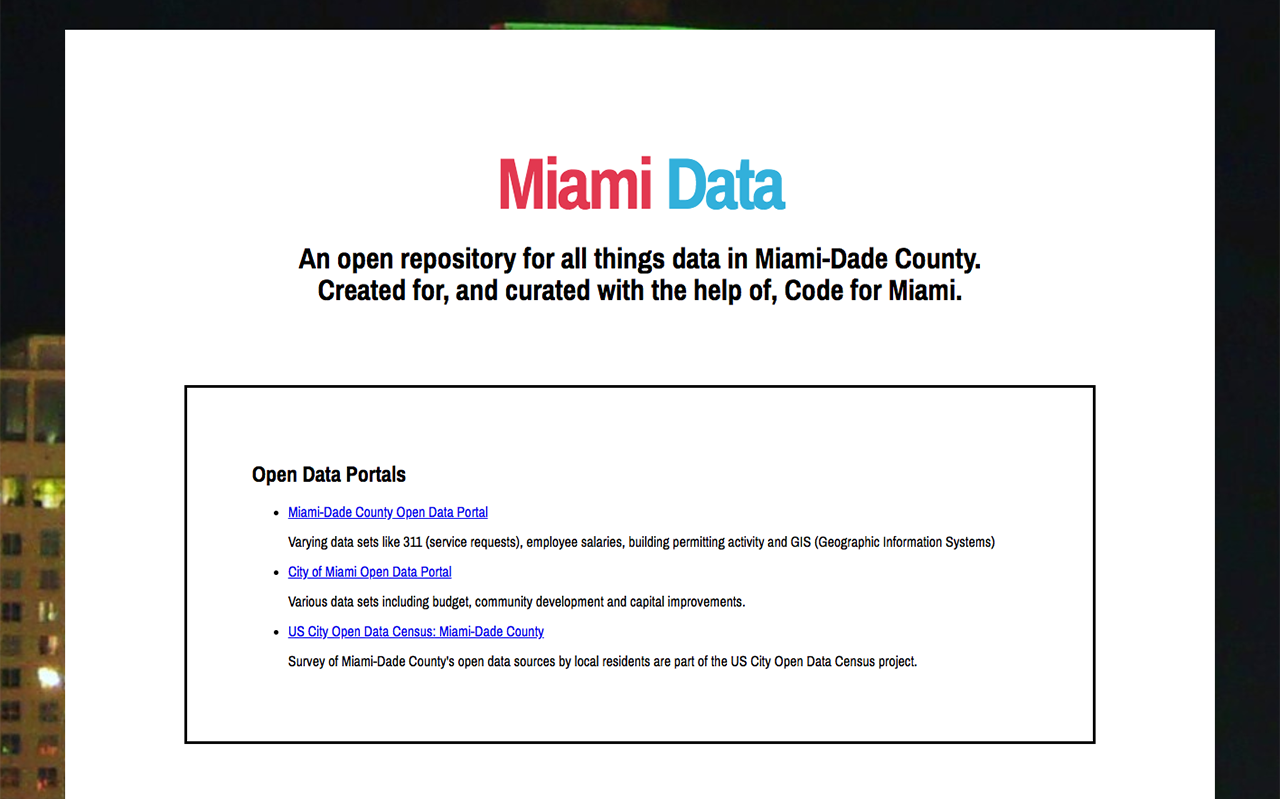 Miami Data
An open repository for all things data in Miami-Dade County.
Created for, and curated with the help of, Code for Miami.
Open Data Portals
Miami-Dade County Open Data Portal
Varying data sets like 311 (service requests), employee salaries, building permitting activity and GIS (Geographic Information Systems)
City of Miami Open Data Portal
Various data sets including budget, community development and capital improvements.
US City Open Data Census: Miami-Dade County
Survey of Miami-Dade County's open data sources by local residents are part of the US City Open Data Census project.